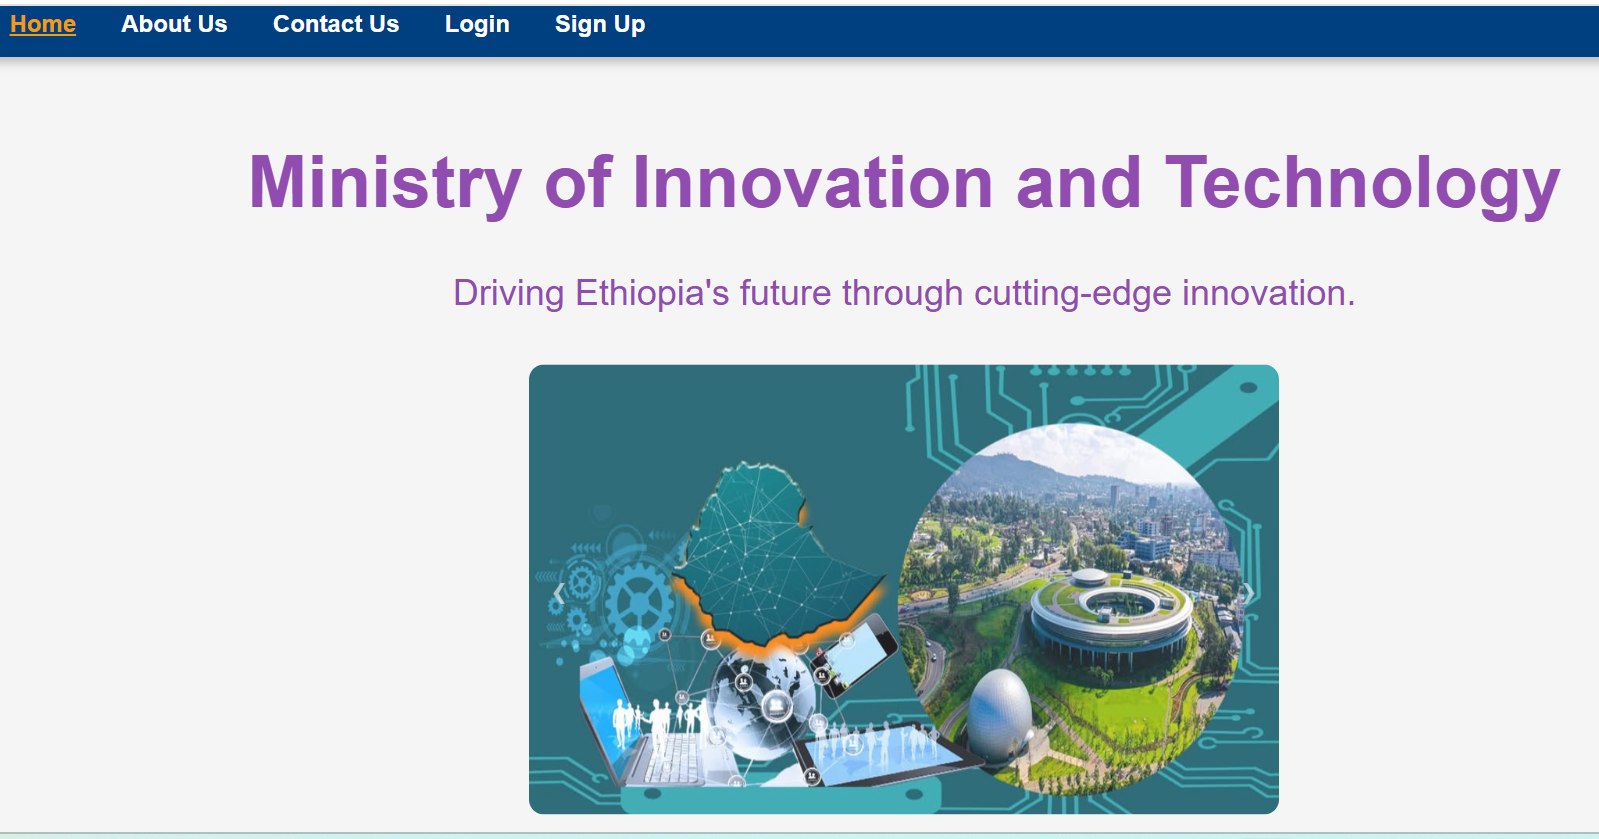 Home About Us Contact Us Login Sign Up
Ministry of Innovation and Technology
Driving Ethiopia's future through cutting-edge innovation.